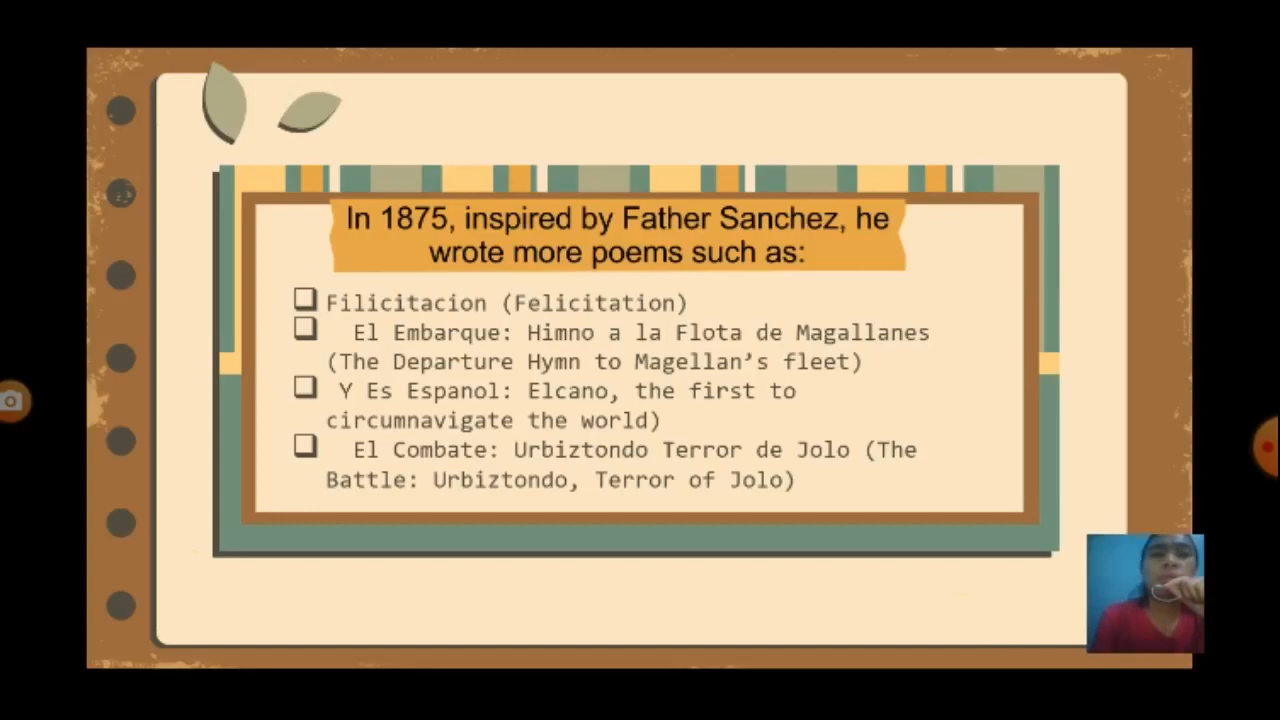 In 1875, inspired by Father Sanchez, he
wrote more poems such as:
Filicitacion (Felicitation)
El Embarque: Himno a la Flota de Magallanes
(The Departure Hymn to Magellan’s fleet)
Y Es Espanol: Elcano, the first to
circumnavigate the world)
El Combate: Urbiztondo Terror de Jolo (The
Battle: Urbiztondo, Terror of Jolo)